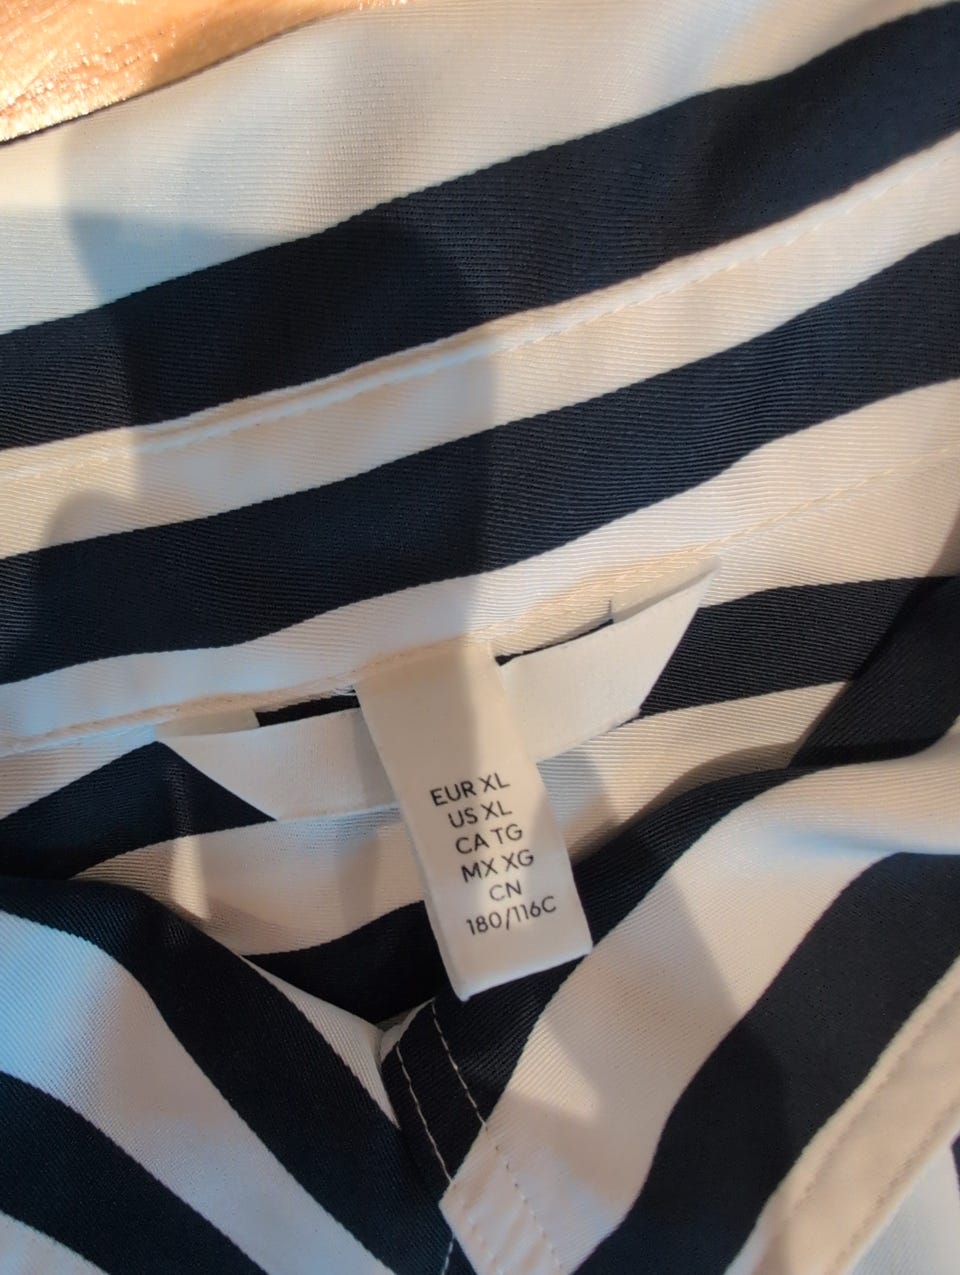 EUR XL
US XL
CA TG
MX XG
CN
180/116C